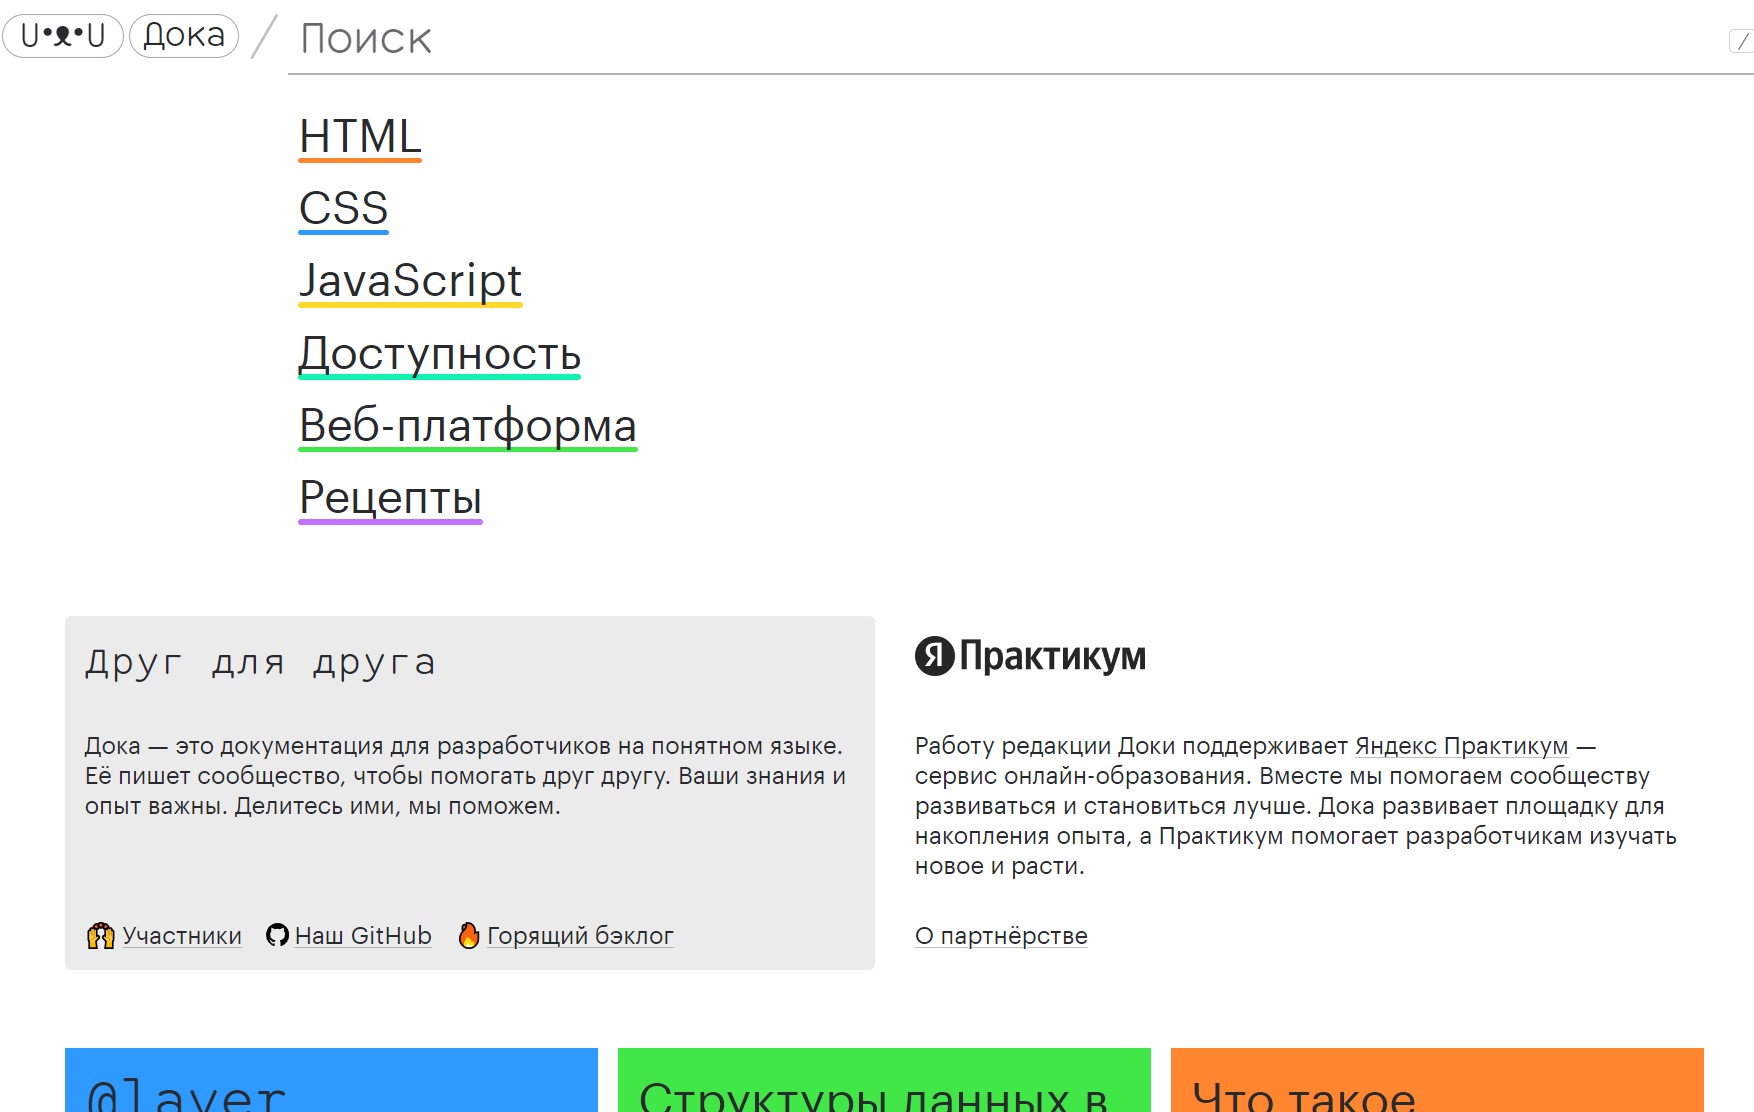 U•ᴥ•U Дока / Поиск /
HTML
CSS
JavaScript
Доступность
Веб-платформа
Рецепты
Друг для друга
Дока — это документация для разработчиков на понятном языке.
Её пишет сообщество, чтобы помогать друг другу. Ваши знания и
опыт важны. Делитесь ими, мы поможем.
Участники Наш GitHub Горящий бэклог
Я Практикум
Работу редакции Доки поддерживает Яндекс Практикум —
сервис онлайн-образования. Вместе мы помогаем сообществу
развиваться и становиться лучше. Дока развивает площадку для
накопления опыта, а Практикум помогает разработчикам изучать
новое и расти.
О партнёрстве
@layer
Структуры данных в
Что такое